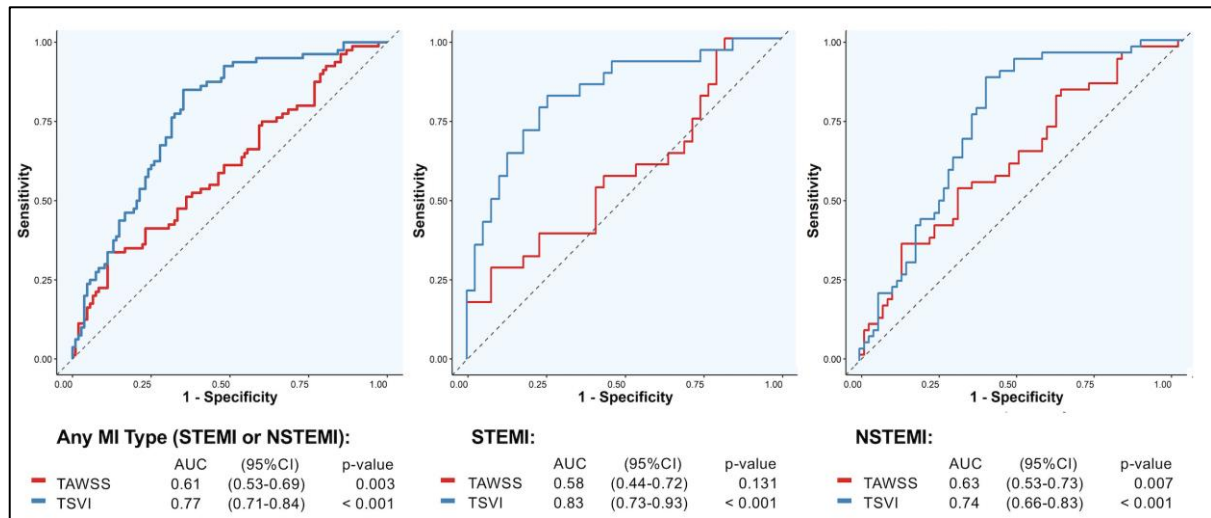 1.00
0.75
0.50
0.25
0.00
Sensitivity
0.00 0.25 0.50 0.75 1.00
1 - Specificity
Any MI Type (STEMI or NSTEMI):
AUC (95%CI) p-value
TAWSS 0.61 (0.53-0.69) 0.003
TSVI 0.77 (0.71-0.84) < 0.001
1.00
0.75
0.50
0.25
0.00
Sensitivity
0.00 0.25 0.50 0.75 1.00
1 - Specificity
STEMI:
AUC (95%CI) p-value
TAWSS 0.58 (0.44-0.72) 0.131
TSVI 0.83 (0.73-0.93) < 0.001
1.00
0.75
0.50
0.25
0.00
Sensitivity
0.00 0.25 0.50 0.75 1.00
1 - Specificity
NSTEMI:
AUC (95%CI) p-value
TAWSS 0.63 (0.53-0.73) 0.007
TSVI 0.74 (0.66-0.83) < 0.001